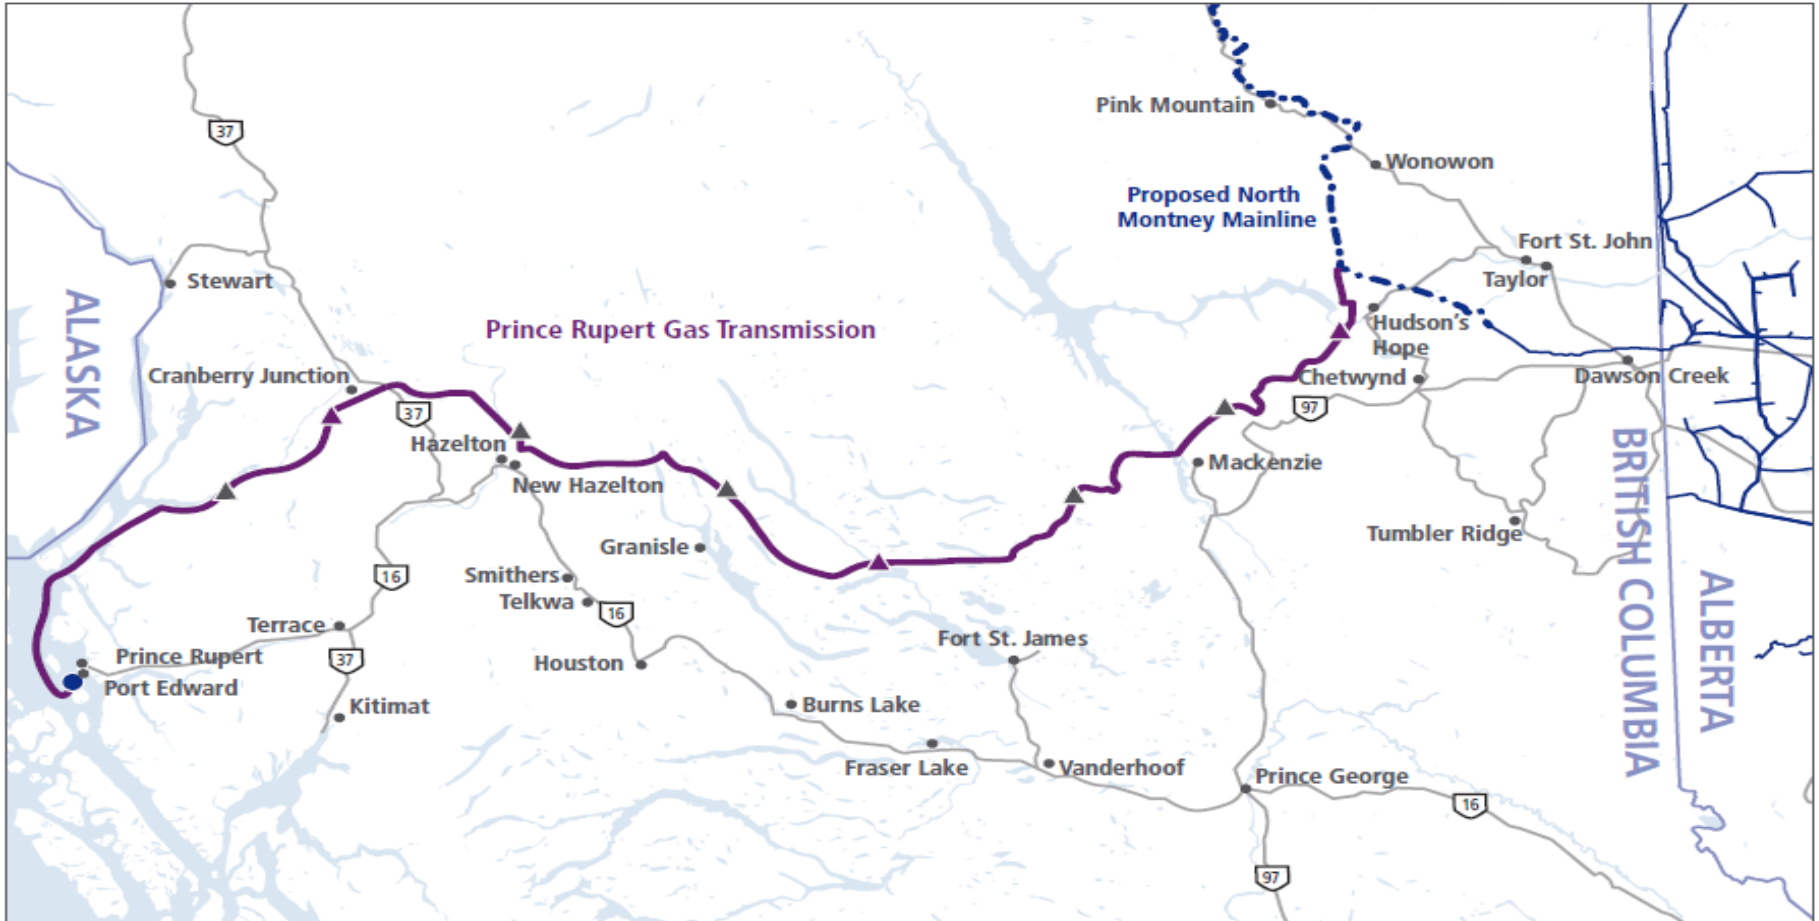 37
Pink Mountain
Wonowon
Proposed North
Montney Mainline
Fort St. John
Taylor
Stewart
ALASKA
Prince Rupert Gas Transmission
Hudson's
Hope
Cranberry Junction
Chetwynd
Dawson Creek
37
97
Hazelton
New Hazelton
Mackenzie
BRITISH COLUMBIA
Tumbler Ridge
Granisle
16
Smithers
Telkwa
16
ALBERTA
Terrace
Fort St. James
Prince Rupert
37
Houston
Port Edward
Kitimat
Burns Lake
Fraser Lake
Vanderhoof
Prince George
16
97